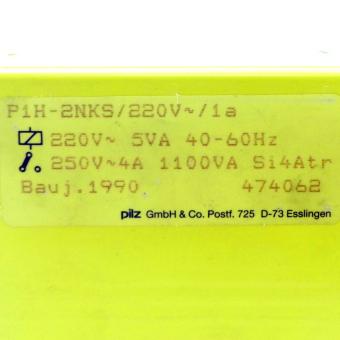 P1H-2NKS/220V~/1a
220V~ 5VA 40-60Hz
250V~4A 1100VA Si4Atr
Bauj.1990 474062
pilz GmbH & Co. Postf. 725 D-73 Esslingen